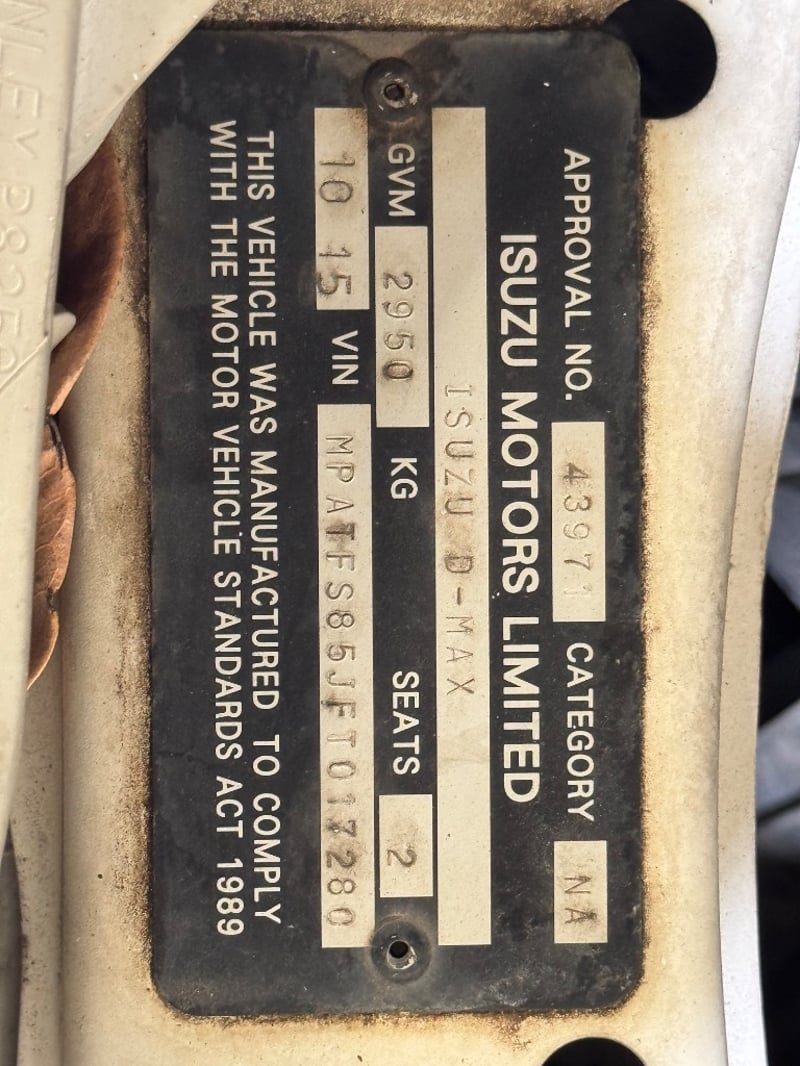 APPROVAL NO. 43971 CATEGORY NA
ISUZU MOTORS LIMITED
ISUZU D-MAX
GVM 2950 KG SEATS 2
10 15 VIN MPATFS85JFT017280
THIS VEHICLE WAS MANUFACTURED TO COMPLY
WITH THE MOTOR VEHICLE STANDARDS ACT 1989